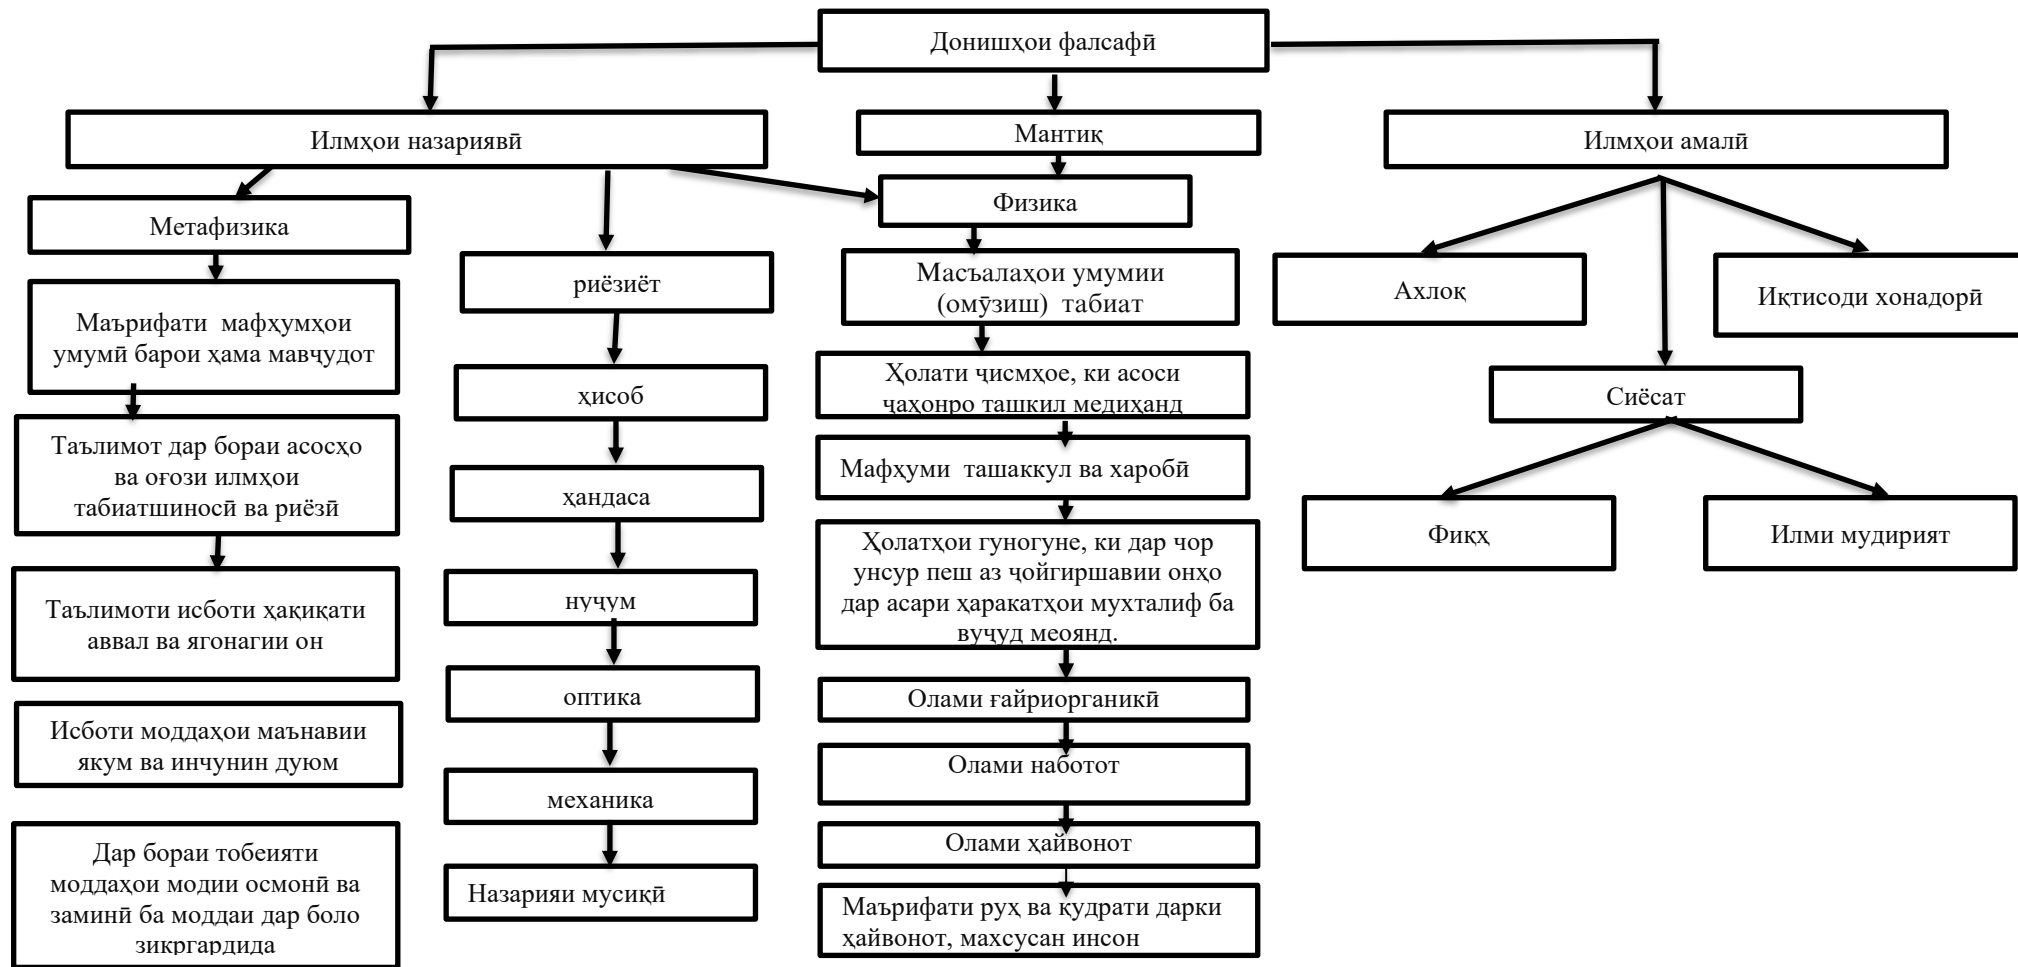 Донишҳои фалсафӣ
Илмҳои назариявӣ
Мантиқ
Илмҳои амалӣ
Метафизика
Маърифати мафҳумҳои
умумӣ барои ҳама мавҷудот
Таълимот дар бораи асосҳо
ва оғози илмҳои
табиатшиносӣ ва риёзӣ
Таълимоти исботи ҳақиқати
аввал ва ягонагии он
Исботи моддаҳои маънавии
якум ва инчунин дуюм
Дар бораи тобеияти
моддаҳои модии осмонӣ ва
заминӣ ба моддаи дар боло
зикргардида
риёзиёт
ҳисоб
ҳандаса
нуҷум
оптика
механика
Назарияи мусиқӣ
Физика
Масъалаҳои умумии
(омӯзиш) табиат
Ҳолати ҷисмҳое, ки асоси
ҷаҳонро ташкил медиҳанд
Мафҳуми ташаккул ва харобӣ
Ҳолатҳои гуногуне, ки дар чор
унсур пеш аз ҷойгиршавии онҳо
дар асари ҳаракатҳои мухталиф ба
вуҷуд меоянд.
Олами ғайриорганикӣ
Олами наботот
Олами ҳайвонот
Маърифати руҳ ва қудрати дарки
ҳайвонот, махсусан инсон
Ахлоқ
Иқтисоди хонадорӣ
Сиёсат
Фиқҳ
Илми мудирият